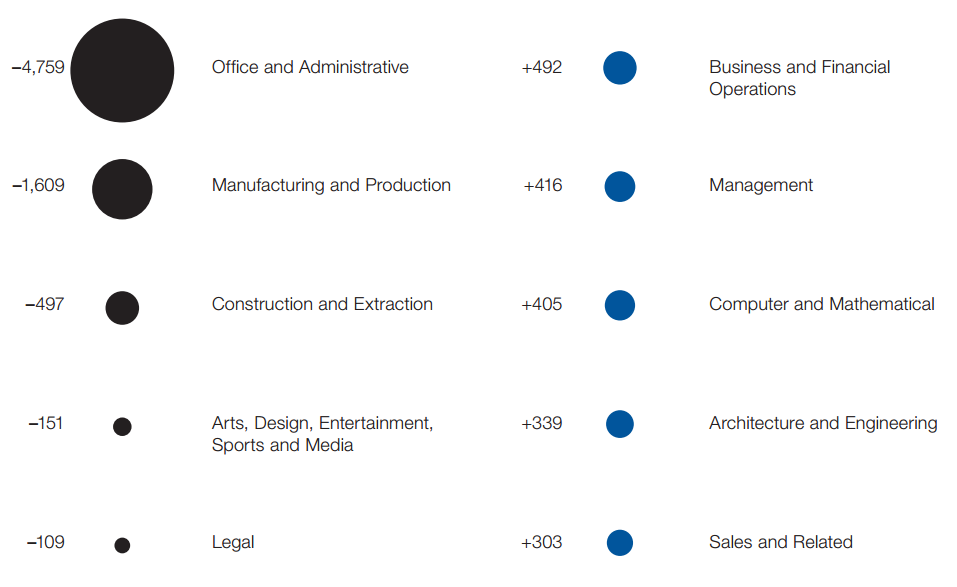 –4,759 Office and Administrative
–1,609 Manufacturing and Production
–497 Construction and Extraction
–151 Arts, Design, Entertainment,
Sports and Media
–109 Legal
+492 Business and Financial
Operations
+416 Management
+405 Computer and Mathematical
+339 Architecture and Engineering
+303 Sales and Related